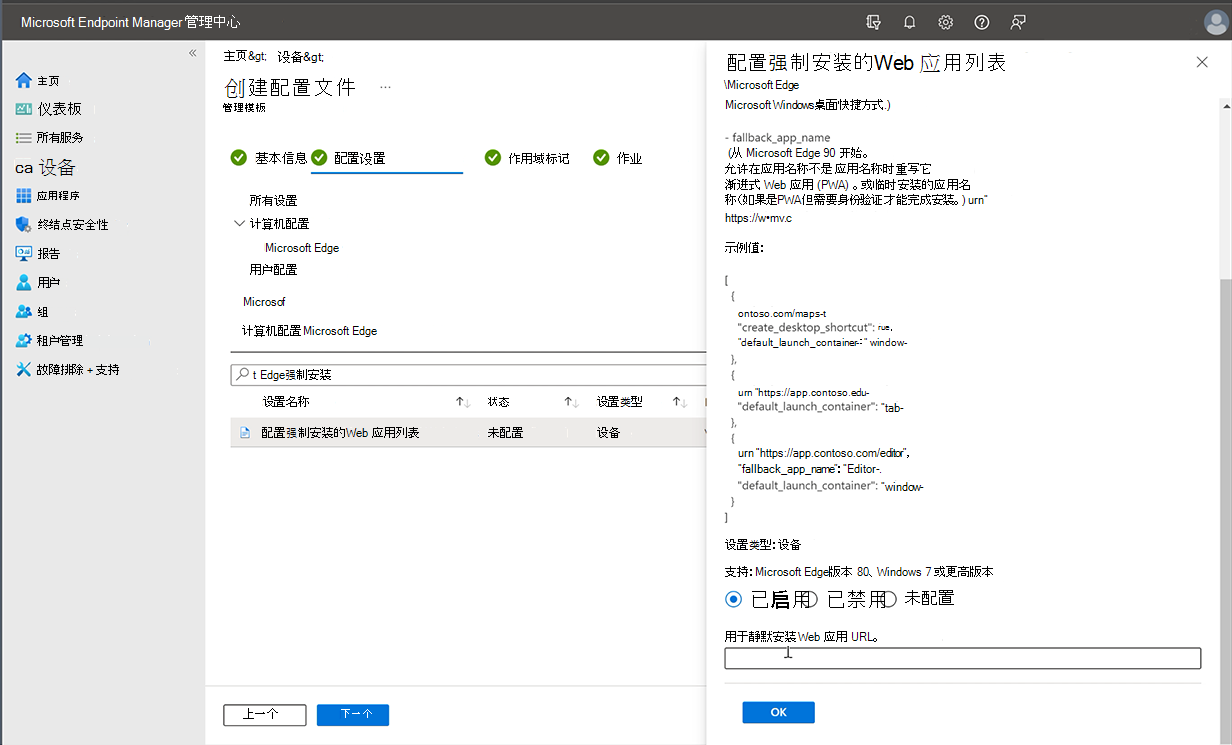 Microsoft Endpoint Manager 管理中心
主页
仪表板
所有服务
ca 设备
应用程序
终结点安全性
报告
用户
组
租户管理
故障排除 + 支持
主页&gt; 设备&gt;
创建配置文件 ...
管理模板
基本信息 配置设置 作用域标记 作业
所有设置
计算机配置
Microsoft Edge
用户配置
Microsof
计算机配置 Microsoft Edge
t Edge强制安装
设置名称 状态 设置类型
配置强制安装的Web 应用列表 未配置 设备
上一个 下一个
配置强制安装的Web 应用列表
\Microsoft Edge
Microsoft Windows桌面快捷方式.)
- fallback_app_name
(从 Microsoft Edge 90 开始。
允许在应用名称不是 应用名称时重写它
渐进式 Web 应用 (PWA) 。或临时安装的应用名
称 (如果是PWA但需要身份验证才能完成安装。) urn"
https://w•mv.c
示例值:
[
{
ontoso.com/maps-t
"create_desktop_shortcut": rue,
"default_launch_container-: " window-
},
{
urn "https://app.contoso.edu-
"default_launch_container": "tab-
},
{
urn "https://app.contoso.com/editor",
"fallback_app_name": "Editor-.
"default_launch_container": "window-
}
]
设置类型: 设备
支持: Microsoft Edge版本 80、Windows 7 或更高版本
已启用 已禁用 未配置
用于静默安装 Web 应用 URL。
OK